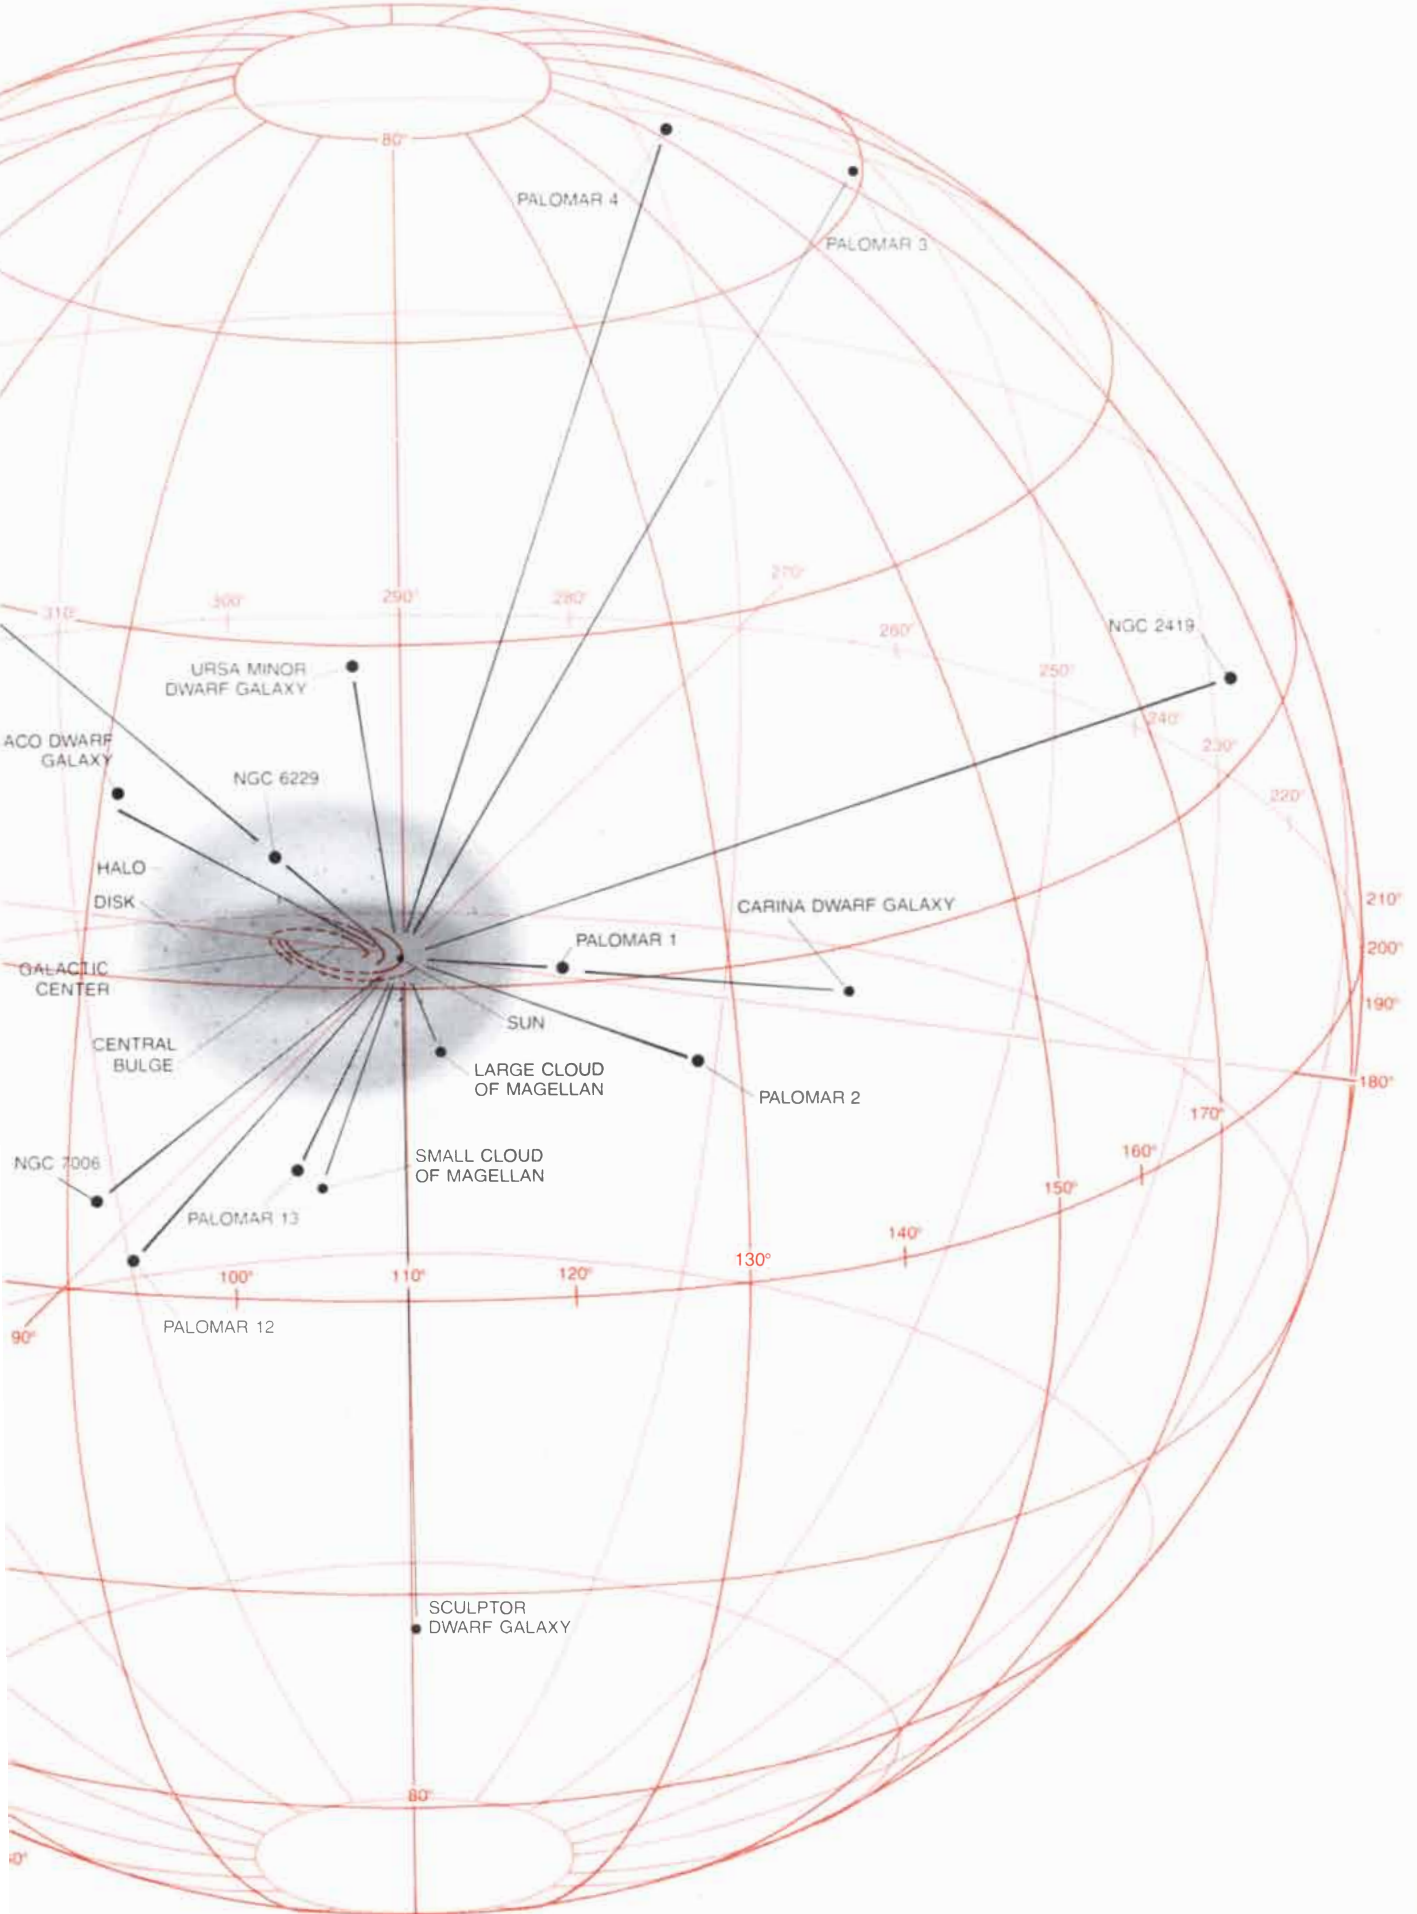 80°
PALOMAR 4
PALOMAR 3
270°
310°
300°
290°
280°
260°
NGC 2419
250°
URSA MINOR
DWARF GALAXY
240°
230°
ACO DWARF
GALAXY
NGC 6229
220°
HALO
DISK
CARINA DWARF GALAXY
210°
PALOMAR 1
200°
GALACTIC
CENTER
190°
SUN
CENTRAL
BULGE
LARGE CLOUD
OF MAGELLAN
PALOMAR 2
180°
170°
NGC 7006
SMALL CLOUD
OF MAGELLAN
160°
150°
PALOMAR 13
140°
130°
100°
110°
120°
PALOMAR 12
90°
SCULPTOR
DWARF GALAXY
80°